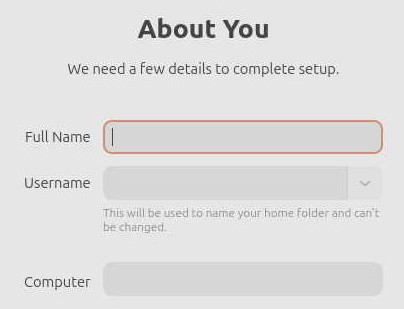 About You
We need a few details to complete setup.
Full Name
Username
This will be used to name your home folder and can't
be changed.
Computer